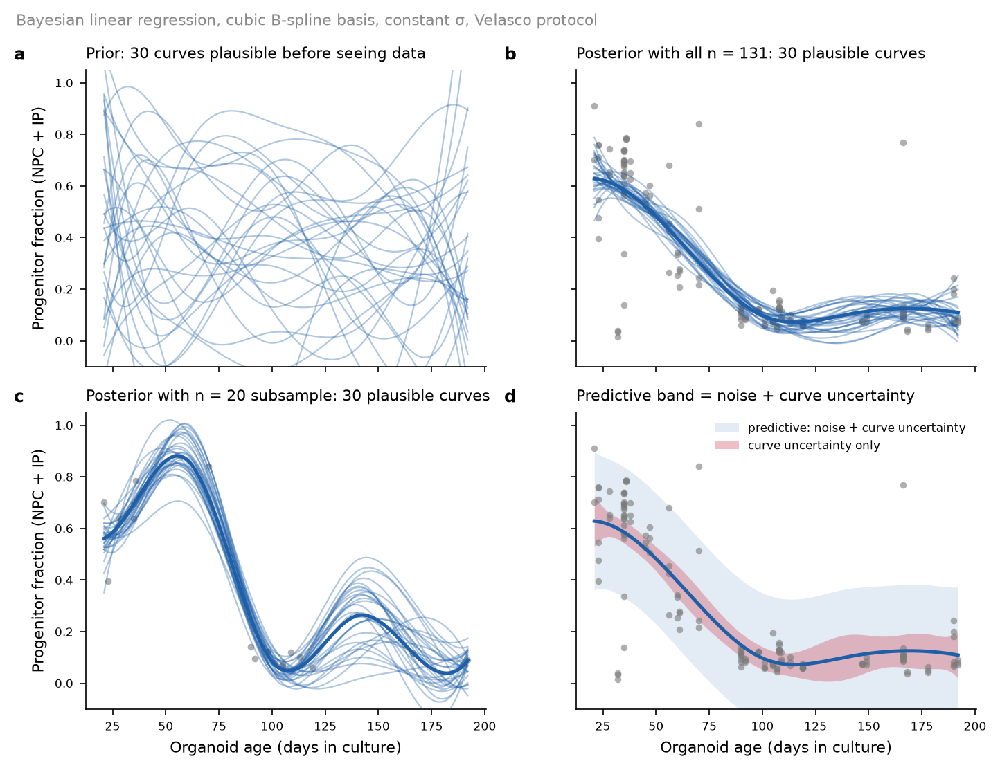 Bayesian linear regression, cubic B-spline basis, constant σ, Velasco protocol
a Prior: 30 curves plausible before seeing data
1.0
0.8
0.6
0.4
0.2
0.0
Progenitor fraction (NPC + IP)
b Posterior with all n = 131: 30 plausible curves
c Posterior with n = 20 subsample: 30 plausible curves
1.0
0.8
0.6
0.4
0.2
0.0
Progenitor fraction (NPC + IP)
25 50 75 100 125 150 175 200
Organoid age (days in culture)
d Predictive band = noise + curve uncertainty
predictive: noise + curve uncertainty
curve uncertainty only
25 50 75 100 125 150 175 200
Organoid age (days in culture)